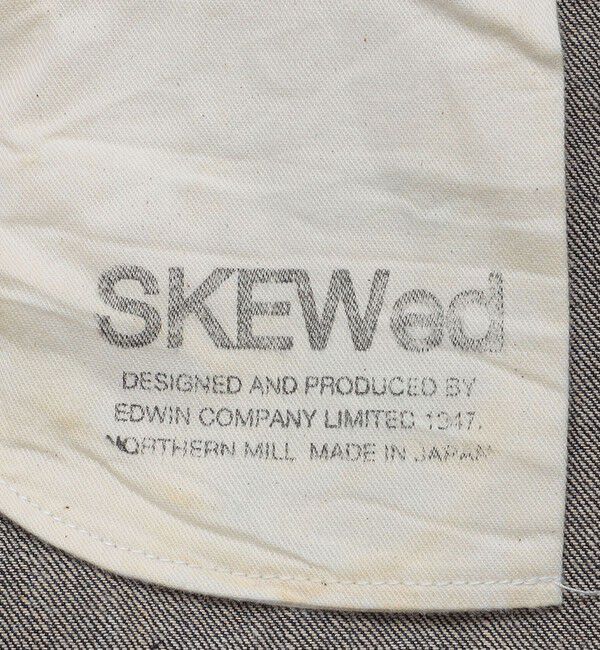 SKEWed
DESIGNED AND PRODUCED BY
EDWIN COMPANY LIMITED 1947.
NORTHERN MILL MADE IN JAPAN